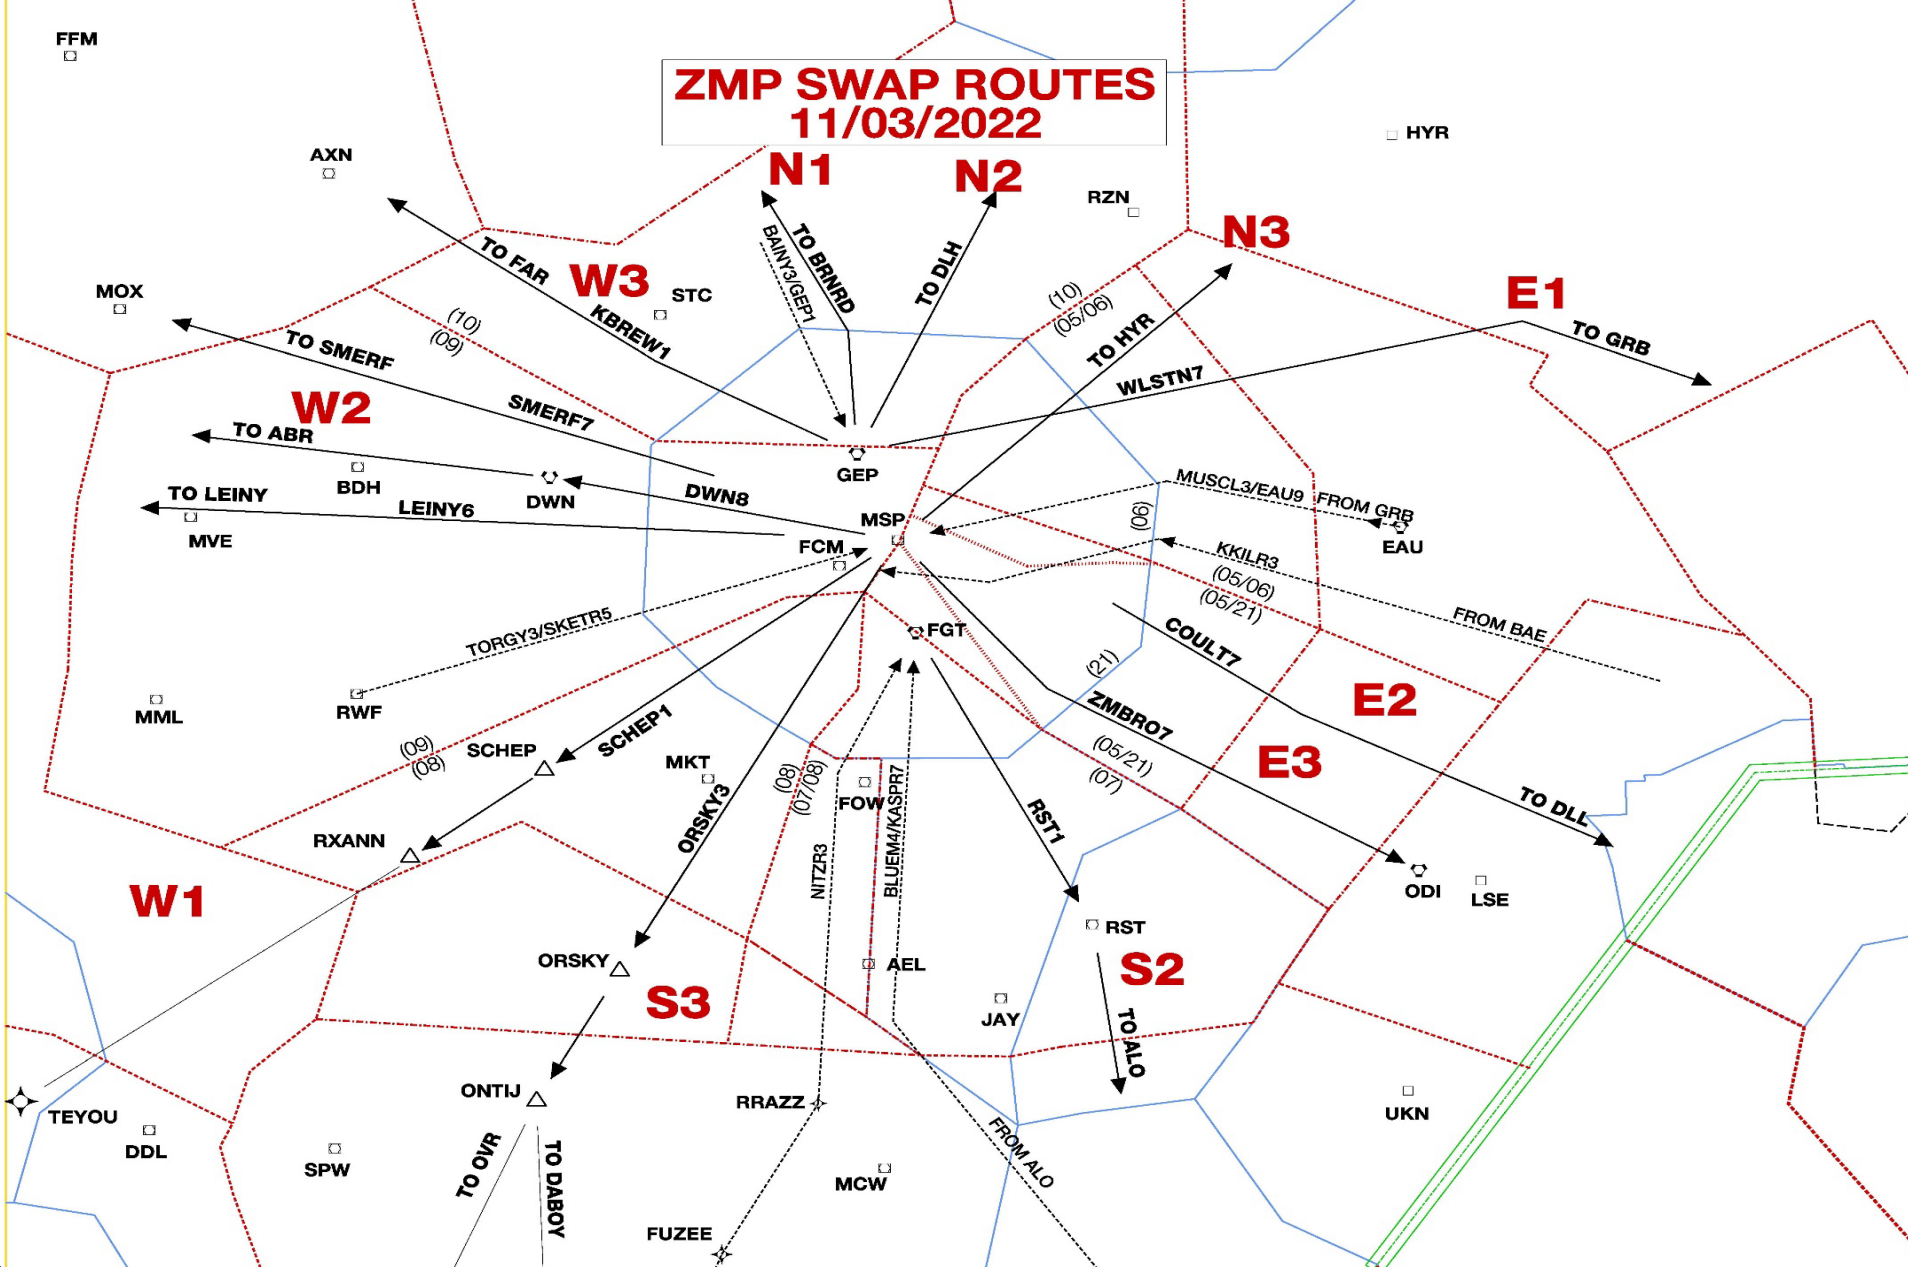 FFM
ZMP SWAP ROUTES
11/03/2022
HYR
AXN
N1
N2
RZN
N3
TO FAR
W3
STC
BAINY3/GEP1
TO BRNRD
TO DLH
E1
MOX
(10)
(09)
KBREW1
(10)
(05/06)
TO HYR
TO GRB
TO SMERF
SMERF7
WLSTN7
W2
TO ABR
BDH
DWN
DWN8
GEP
TO LEINY
LEINY6
MVE
MSP
FCM
MUSCL3/EAU9
FROM GRB
(06)
EAU
KKILR3
(05/06)
(05/21)
FROM BAE
TORGY3/SKETR5
FGT
COULT7
(21)
MML
RWF
E2
ZMBRO7
SCHEP
SCHEP1
(09)
(08)
MKT
(08)
(07/08)
FOW
E3
(05/21)
(07)
TO DLL
RXANN
ORSKY3
NITZR3
BLUEM4/KASPR7
RST1
W1
ODI
LSE
RST
ORSKY
S3
AEL
S2
JAY
TO ALO
ONTIJ
RRAZZ
UKN
TEYOU
DDL
SPW
TO OVR
TO DABOY
MCW
FROM ALO
FUZEE